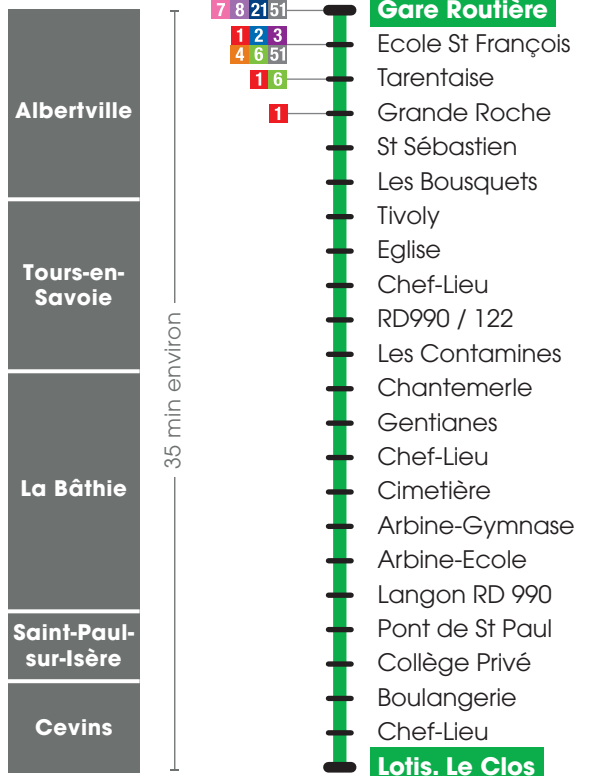 7 8 21 51
Gare Routière
1 2 3
4 6 51
Ecole St François
1 6
Tarentaise
Albertville
1
Grande Roche
St Sébastien
Les Bousquets
Tivoly
Eglise
Tours-en-
Savoie
Chef-Lieu
RD990 / 122
Les Contamines
35 min environ
Chantemerle
Gentianes
Chef-Lieu
La Bâthie
Cimetière
Arbine-Gymnase
Arbine-Ecole
Langon RD 990
Saint-Paul-
sur-Isère
Pont de St Paul
Collège Privé
Boulangerie
Cevins
Chef-Lieu
Lotis. Le Clos